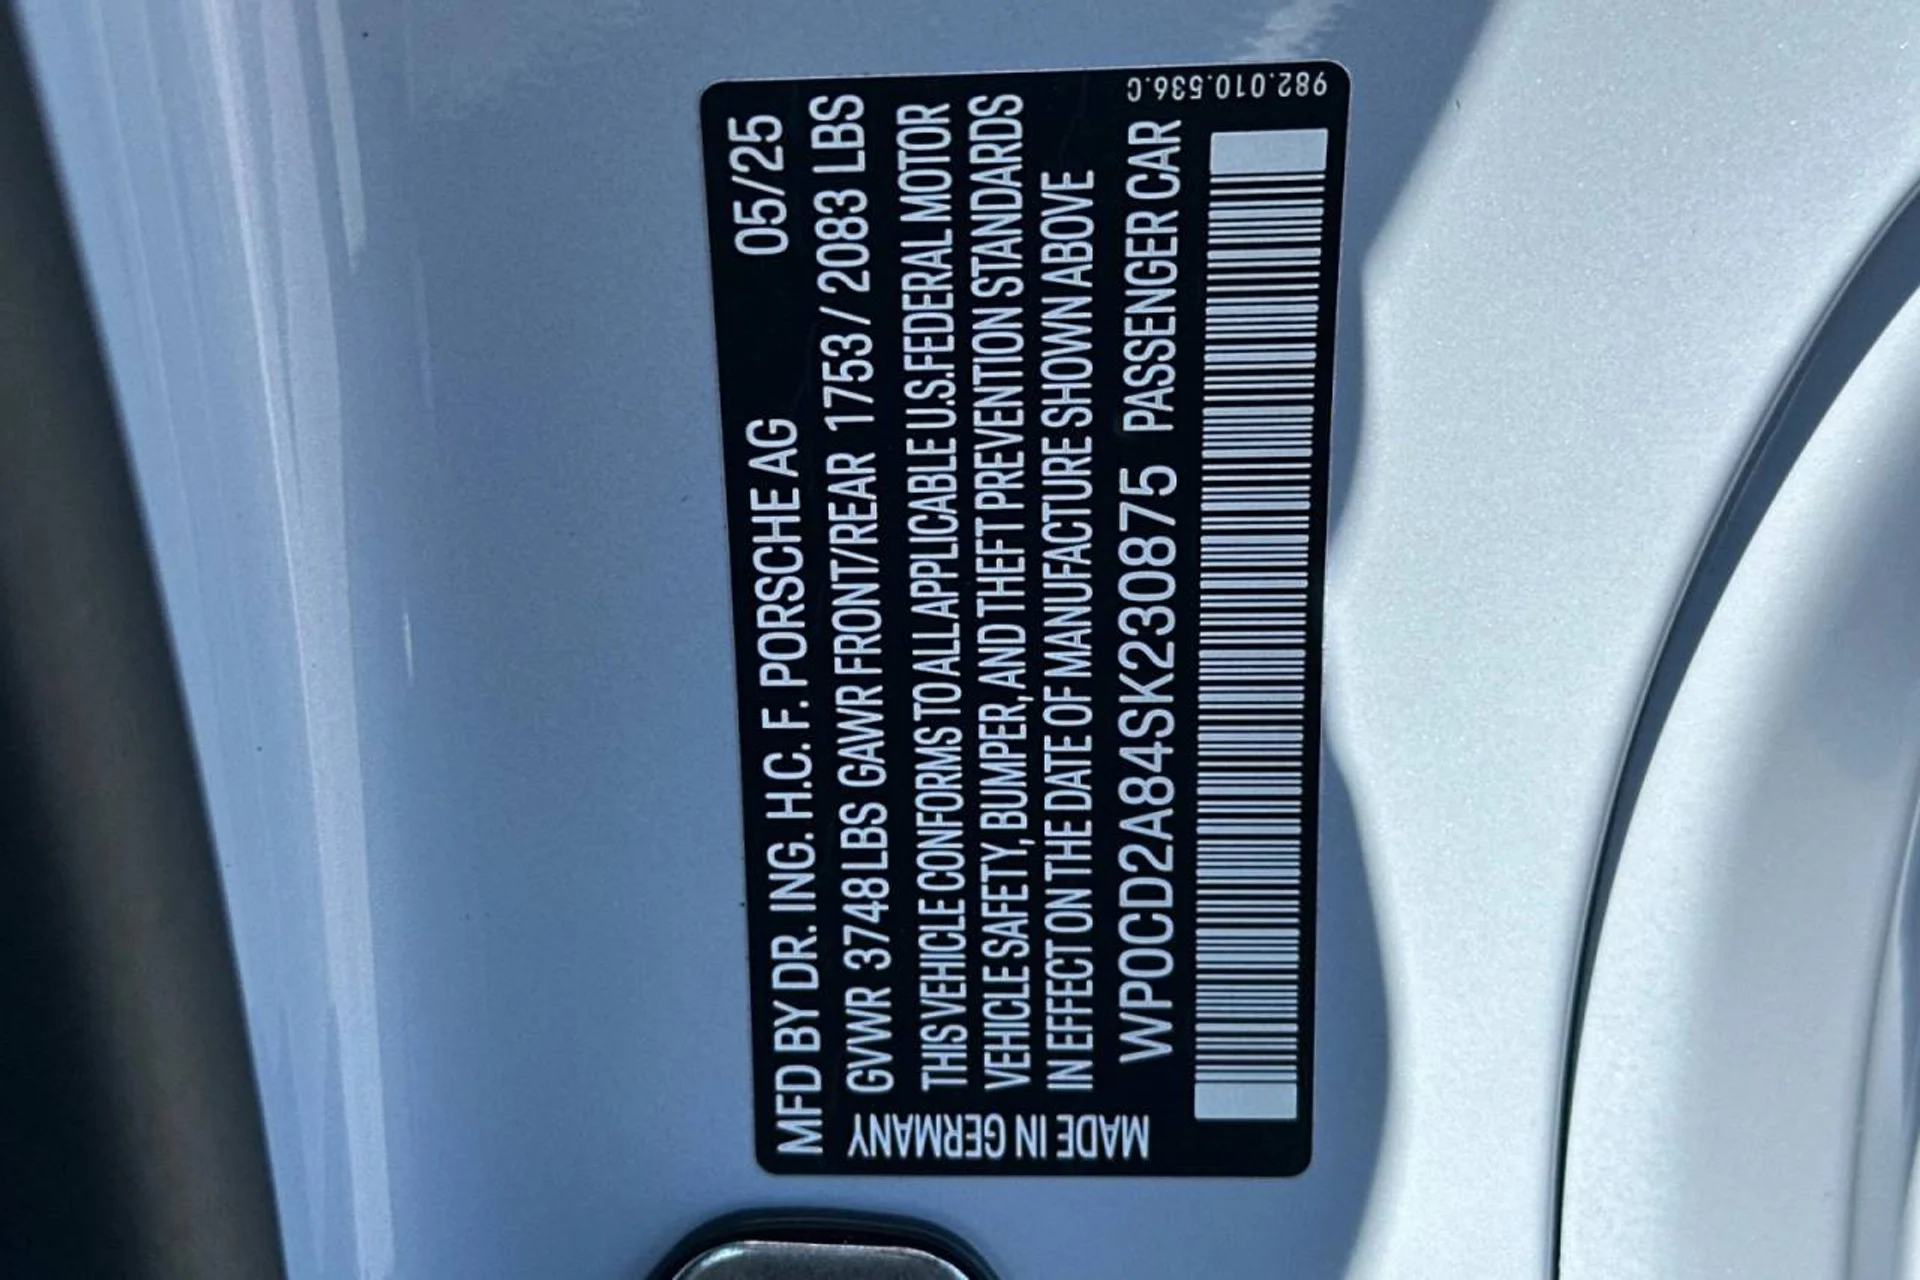 MFD BY DR. ING. H.C. F. PORSCHE AG 05/25
GVWR 3748 LBS GAWR FRONT/REAR 1753 / 2083 LBS
THIS VEHICLE CONFORMS TO ALL APPLICABLE U.S.FEDERAL MOTOR
VEHICLE SAFETY, BUMPER, AND THEFT PREVENTION STANDARDS
IN EFFECT ON THE DATE OF MANUFACTURE SHOWN ABOVE
WP0CD2A84SK230875 PASSENGER CAR
MADE IN GERMANY
982.010.536.C